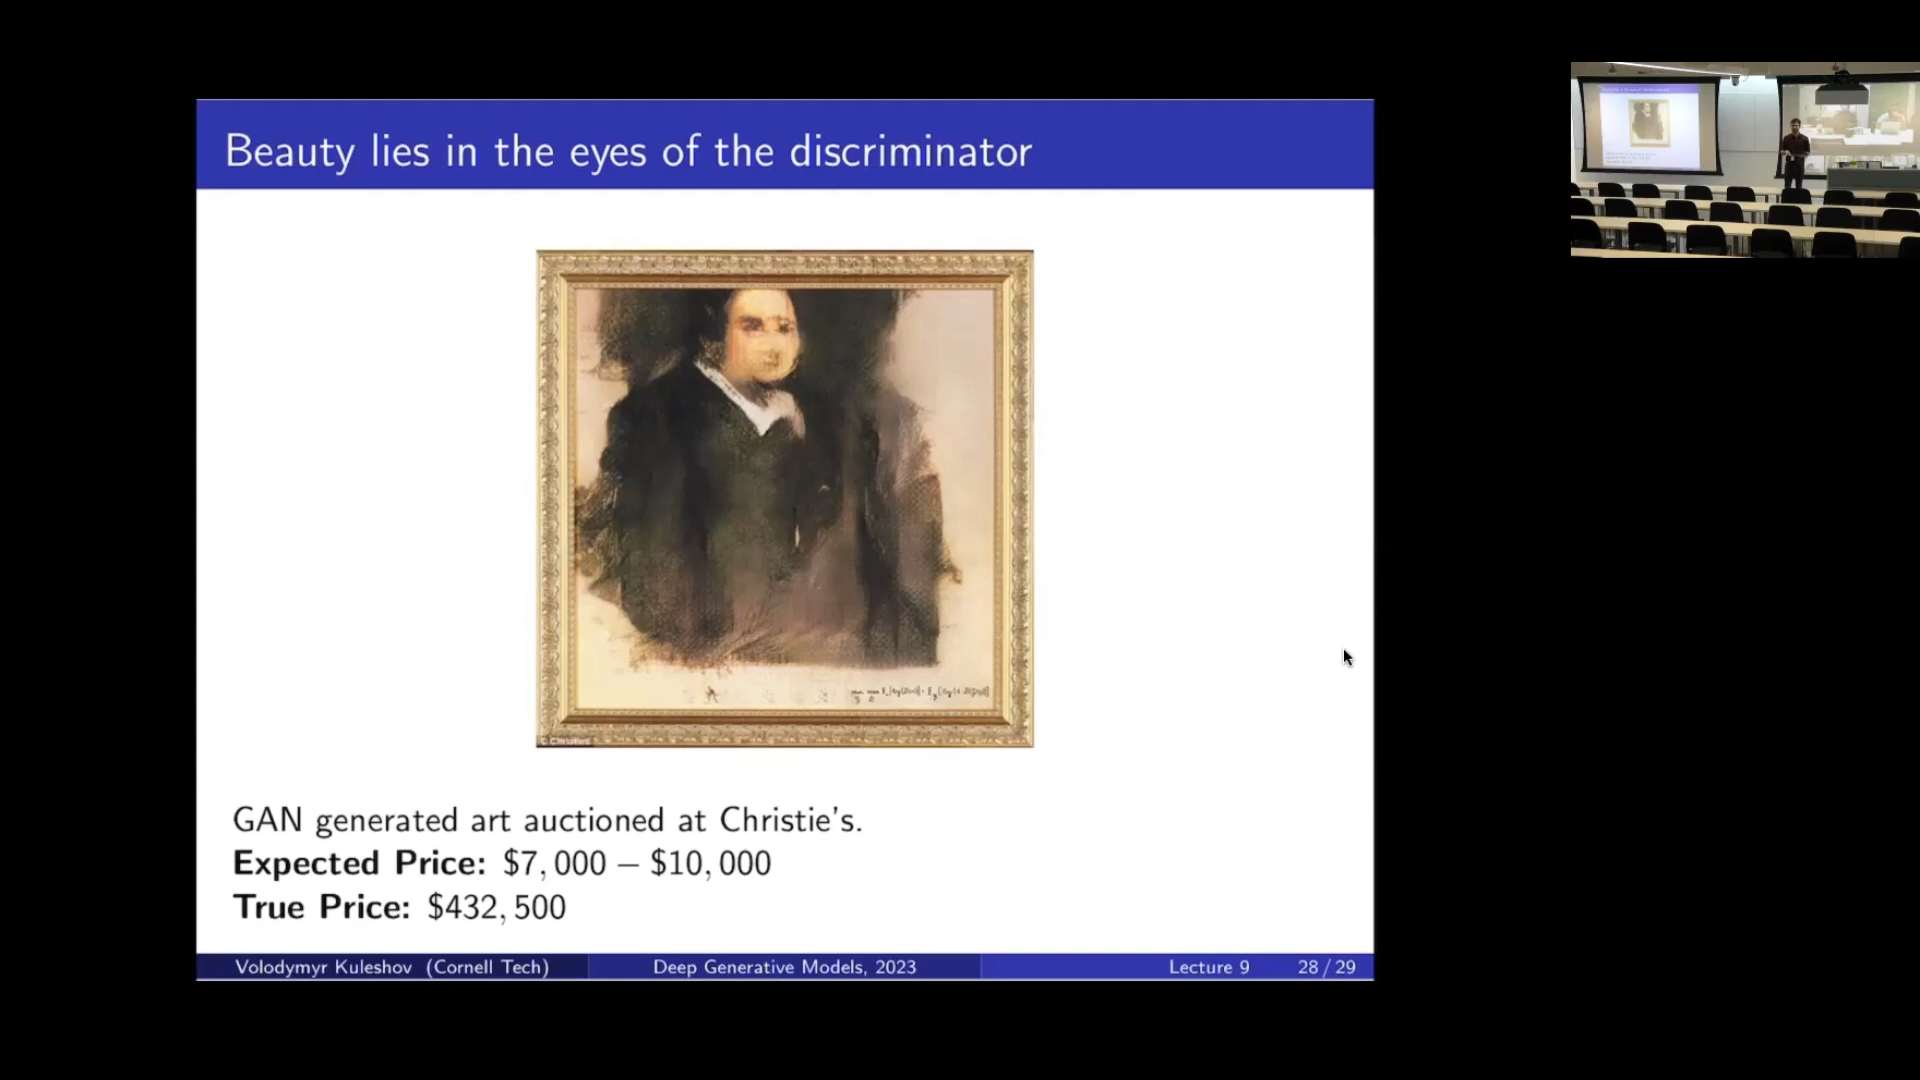 Beauty lies in the eyes of the discriminator
GAN generated art auctioned at Christie's.
Expected Price: $7,000 – $10,000
True Price: $432,500
Volodymyr Kuleshov (Cornell Tech) Deep Generative Models, 2023 Lecture 9 28 / 29